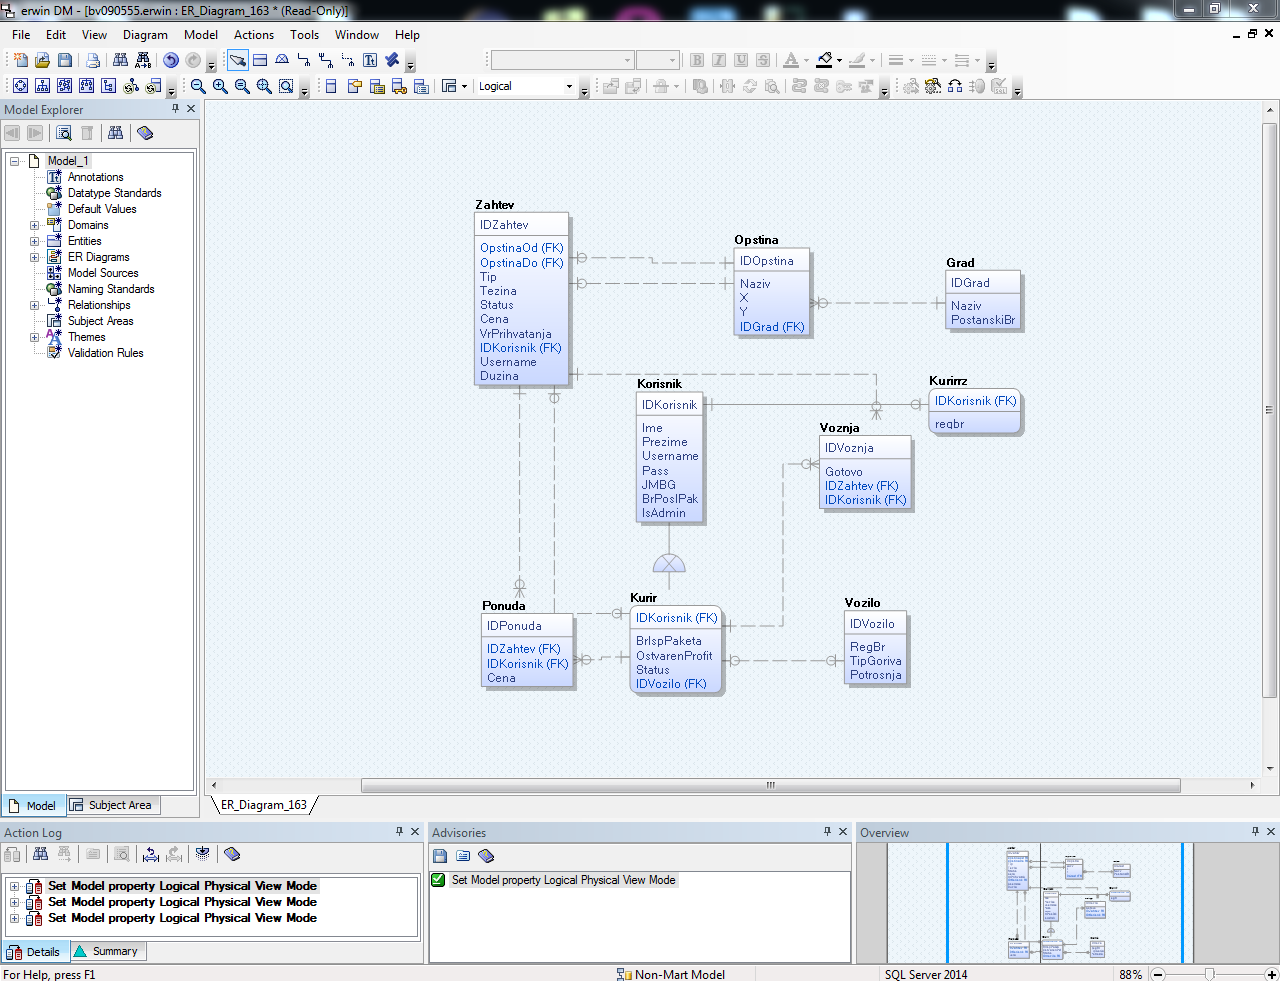 erwin DM - [bv090555.erwin : ER_Diagram_163 * (Read-Only)]
File Edit View Diagram Model Actions Tools Window Help
Logical
Model Explorer
Model_1
Annotations
Datatype Standards
Default Values
Domains
Entities
ER Diagrams
Model Sources
Naming Standards
Relationships
Subject Areas
Themes
Validation Rules
Model
Subject Area
Zahtev
IDZahtev
OpstinaOd (FK)
OpstinaDo (FK)
Tip
Tezina
Status
Cena
VrPrihvatanja
IDKorisnik (FK)
Username
Duzina
Opstina
IDOpstina
Naziv
X
Y
IDGrad (FK)
Grad
IDGrad
Naziv
PostanskiBr
Korisnik
IDKorisnik
Ime
Prezime
Username
Pass
JMBG
BrPoslPak
IsAdmin
Kurirrz
IDKorisnik (FK)
regbr
Voznja
IDVoznja
Gotovo
IDZahtev (FK)
IDKorisnik (FK)
Ponuda
IDPonuda
IDZahtev (FK)
IDKorisnik (FK)
Cena
Kurir
IDKorisnik (FK)
BrIspPaketa
OstvarenProfit
Status
IDVozilo (FK)
Vozilo
IDVozilo
RegBr
TipGoriva
Potrosnja
ER_Diagram_163
Action Log
Set Model property Logical Physical View Mode
Set Model property Logical Physical View Mode
Set Model property Logical Physical View Mode
Details
Summary
Advisories
Set Model property Logical Physical View Mode
Overview
For Help, press F1
Non-Mart Model
SQL Server 2014
88%